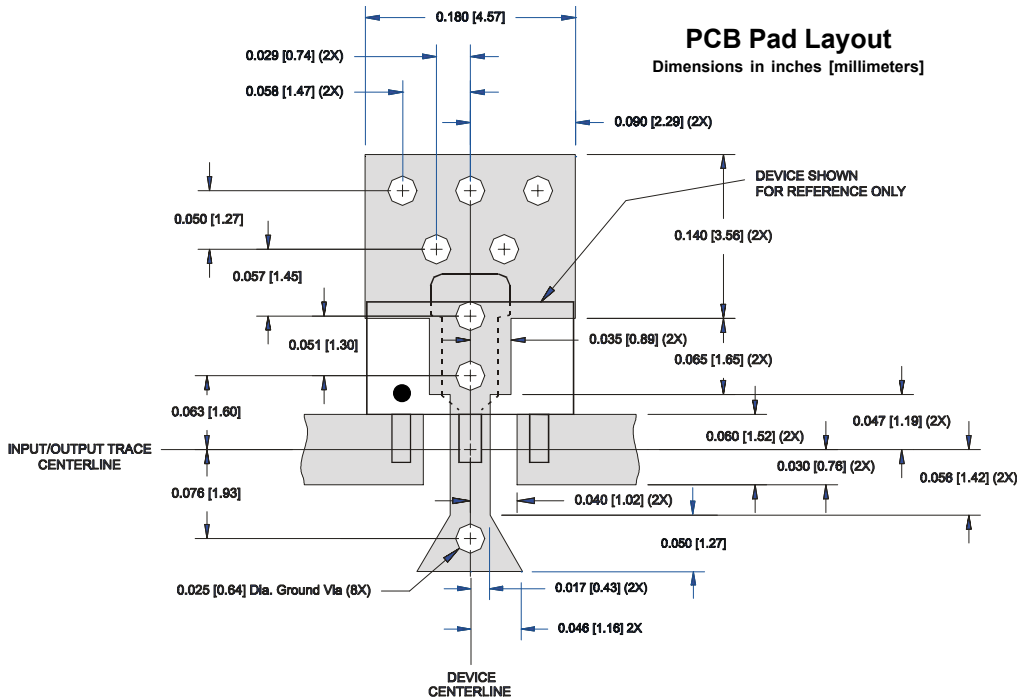 0.180 [4.57]
PCB Pad Layout
Dimensions in inches [millimeters]
0.029 [0.74] (2X)
0.058 [1.47] (2X)
0.090 [2.29] (2X)
DEVICE SHOWN
FOR REFERENCE ONLY
0.050 [1.27]
0.140 [3.56] (2X)
0.057 [1.45]
0.051 [1.30]
0.035 [0.89] (2X)
0.065 [1.65] (2X)
0.063 [1.60]
0.047 [1.19] (2X)
0.060 [1.52] (2X)
INPUT/OUTPUT TRACE
CENTERLINE
0.030 [0.76] (2X)
0.056 [1.42] (2X)
0.076 [1.93]
0.040 [1.02] (2X)
0.050 [1.27]
0.025 [0.64] Dia. Ground Via (8X)
0.017 [0.43] (2X)
0.046 [1.16] 2X
DEVICE
CENTERLINE